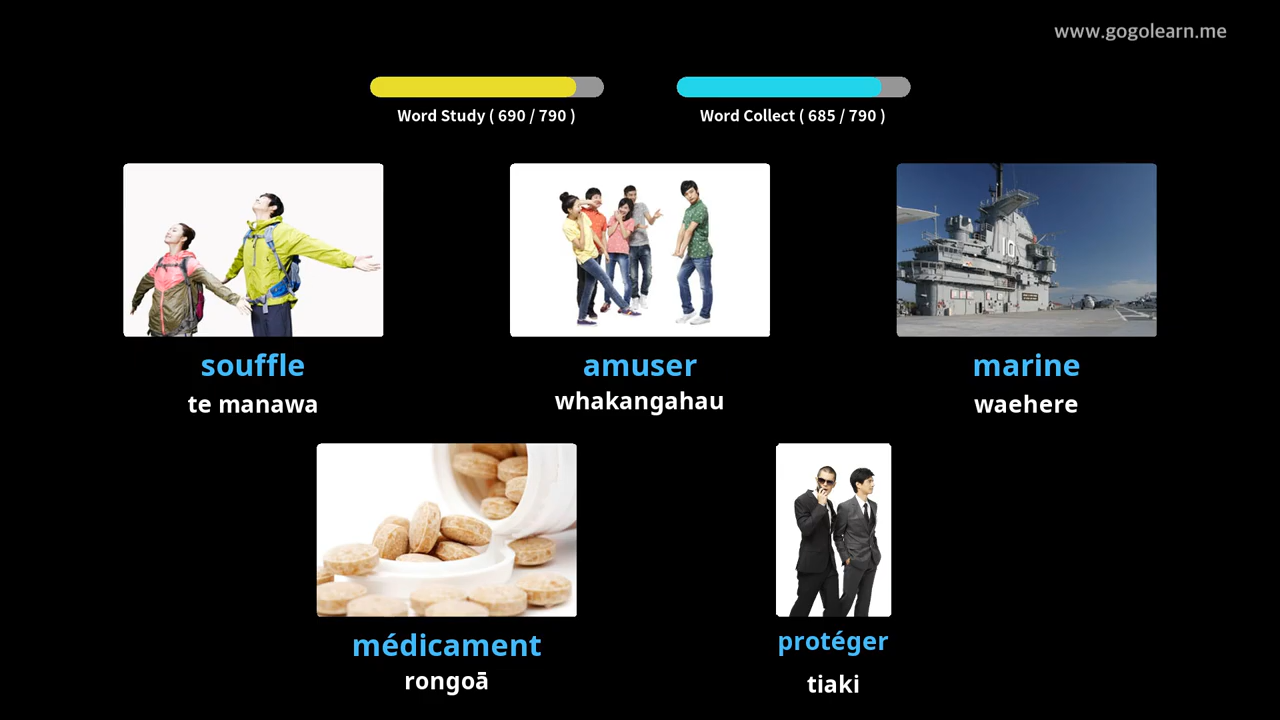 www.gogolearn.me
Word Study ( 690 / 790 )
Word Collect ( 685 / 790 )
10
souffle
te manawa
amuser
whakangahau
marine
waehere
médicament
rongoā
protéger
tiaki